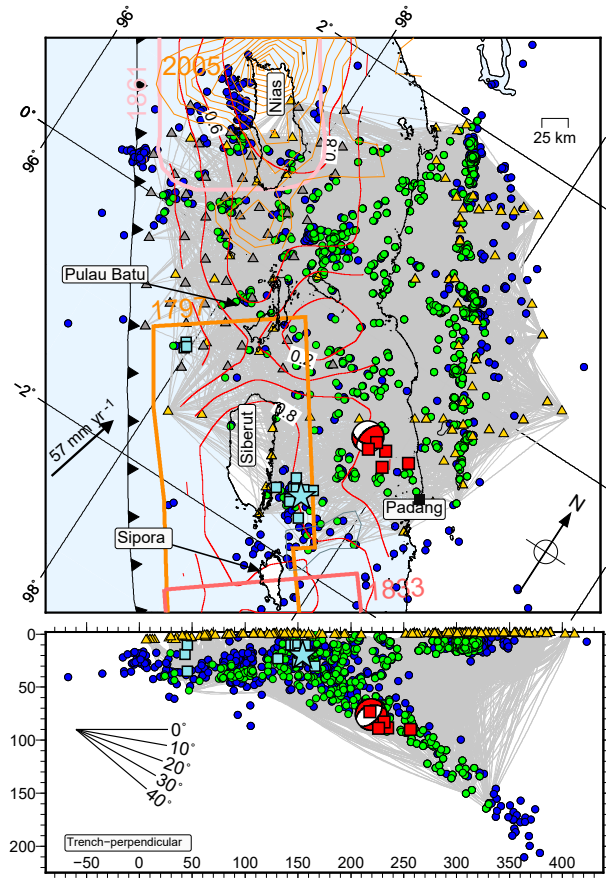 96°
2°
98°
2005
1861
Nias
0.6
0.8
25 km
0°
96°
Pulau Batu
1797
0.2
2°
0.8
57 mm yr⁻¹
Siberut
Padang
Sipora
N
98°
1833
0
50
100
150
200
0°
10°
20°
30°
40°
Trench−perpendicular
−50 0 50 100 150 200 250 300 350 400